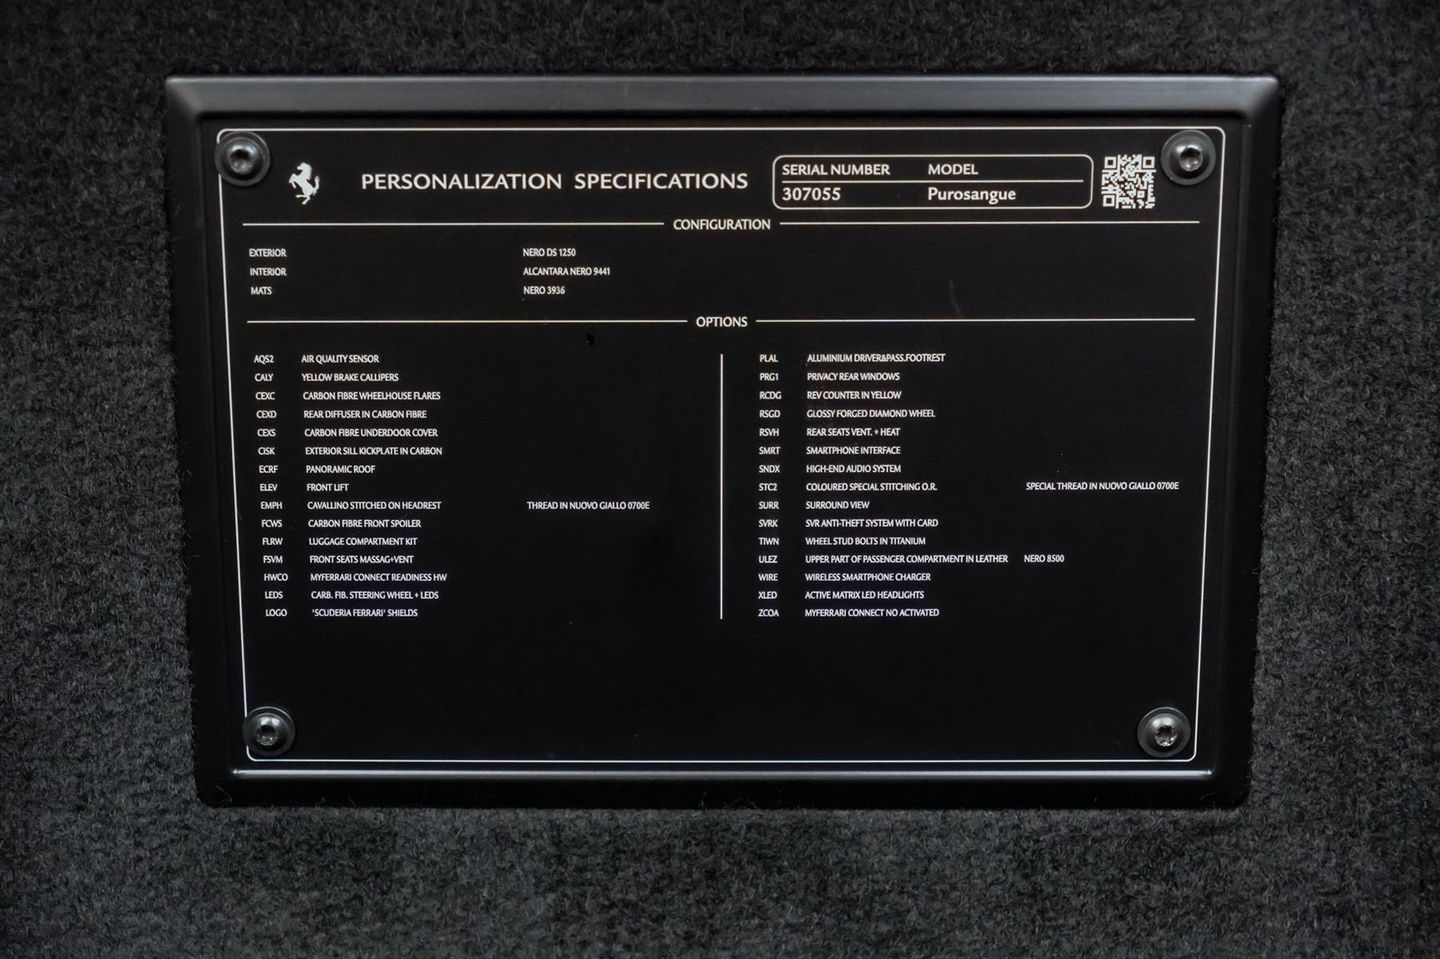 PERSONALIZATION SPECIFICATIONS
SERIAL NUMBER MODEL
307055 Purosangue
CONFIGURATION
EXTERIOR NERO DS 1250
INTERIOR ALCANTARA NERO 9441
MATS NERO 3936
OPTIONS
AQS2 AIR QUALITY SENSOR
CALY YELLOW BRAKE CALLIPERS
CEXC CARBON FIBRE WHEELHOUSE FLARES
CEXD REAR DIFFUSER IN CARBON FIBRE
CEXS CARBON FIBRE UNDERDOOR COVER
CISK EXTERIOR SILL KICKPLATE IN CARBON
ECRF PANORAMIC ROOF
ELEV FRONT LIFT
EMPH CAVALLINO STITCHED ON HEADREST THREAD IN NUOVO GIALLO 0700E
FCWS CARBON FIBRE FRONT SPOILER
FLRW LUGGAGE COMPARTMENT KIT
FSVM FRONT SEATS MASSAG+VENT
HWCO MYFERRARI CONNECT READINESS HW
LEDS CARB. FIB. STEERING WHEEL + LEDS
LOGO 'SCUDERIA FERRARI' SHIELDS
PLAL ALUMINIUM DRIVER&PASS.FOOTREST
PRG1 PRIVACY REAR WINDOWS
RCDG REV COUNTER IN YELLOW
RSGD GLOSSY FORGED DIAMOND WHEEL
RSVH REAR SEATS VENT. + HEAT
SMRT SMARTPHONE INTERFACE
SNDX HIGH-END AUDIO SYSTEM
STC2 COLOURED SPECIAL STITCHING O.R. SPECIAL THREAD IN NUOVO GIALLO 0700E
SURR SURROUND VIEW
SVRK SVR ANTI-THEFT SYSTEM WITH CARD
TIWN WHEEL STUD BOLTS IN TITANIUM
ULEZ UPPER PART OF PASSENGER COMPARTMENT IN LEATHER NERO 8500
WIRE WIRELESS SMARTPHONE CHARGER
XLED ACTIVE MATRIX LED HEADLIGHTS
ZCOA MYFERRARI CONNECT NO ACTIVATED